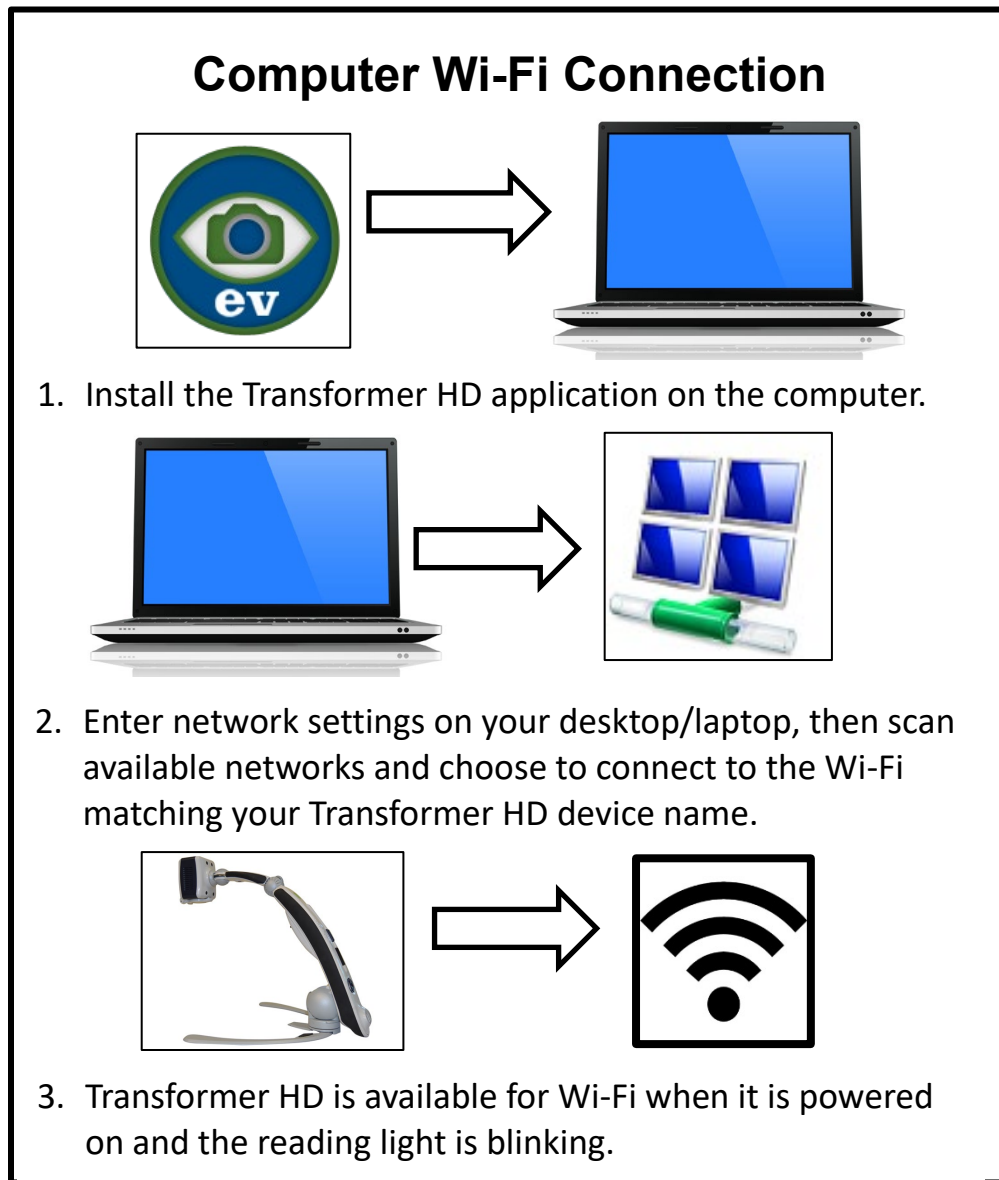 Computer Wi-Fi Connection
ev
1. Install the Transformer HD application on the computer.
2. Enter network settings on your desktop/laptop, then scan
available networks and choose to connect to the Wi-Fi
matching your Transformer HD device name.
3. Transformer HD is available for Wi-Fi when it is powered
on and the reading light is blinking.